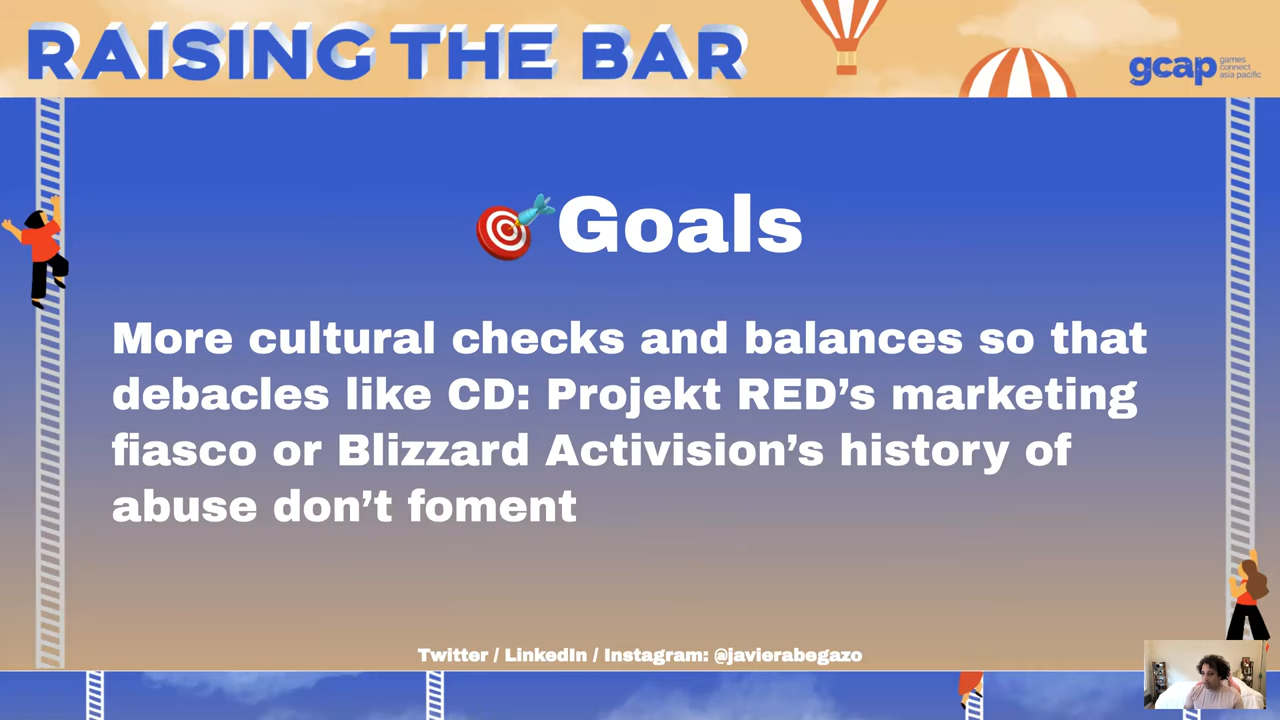 RAISING THE BAR
gcap games
connect
asia pacific
🎯Goals
More cultural checks and balances so that
debacles like CD: Projekt RED’s marketing
fiasco or Blizzard Activision’s history of
abuse don’t foment
Twitter / LinkedIn / Instagram: @javierabegazo